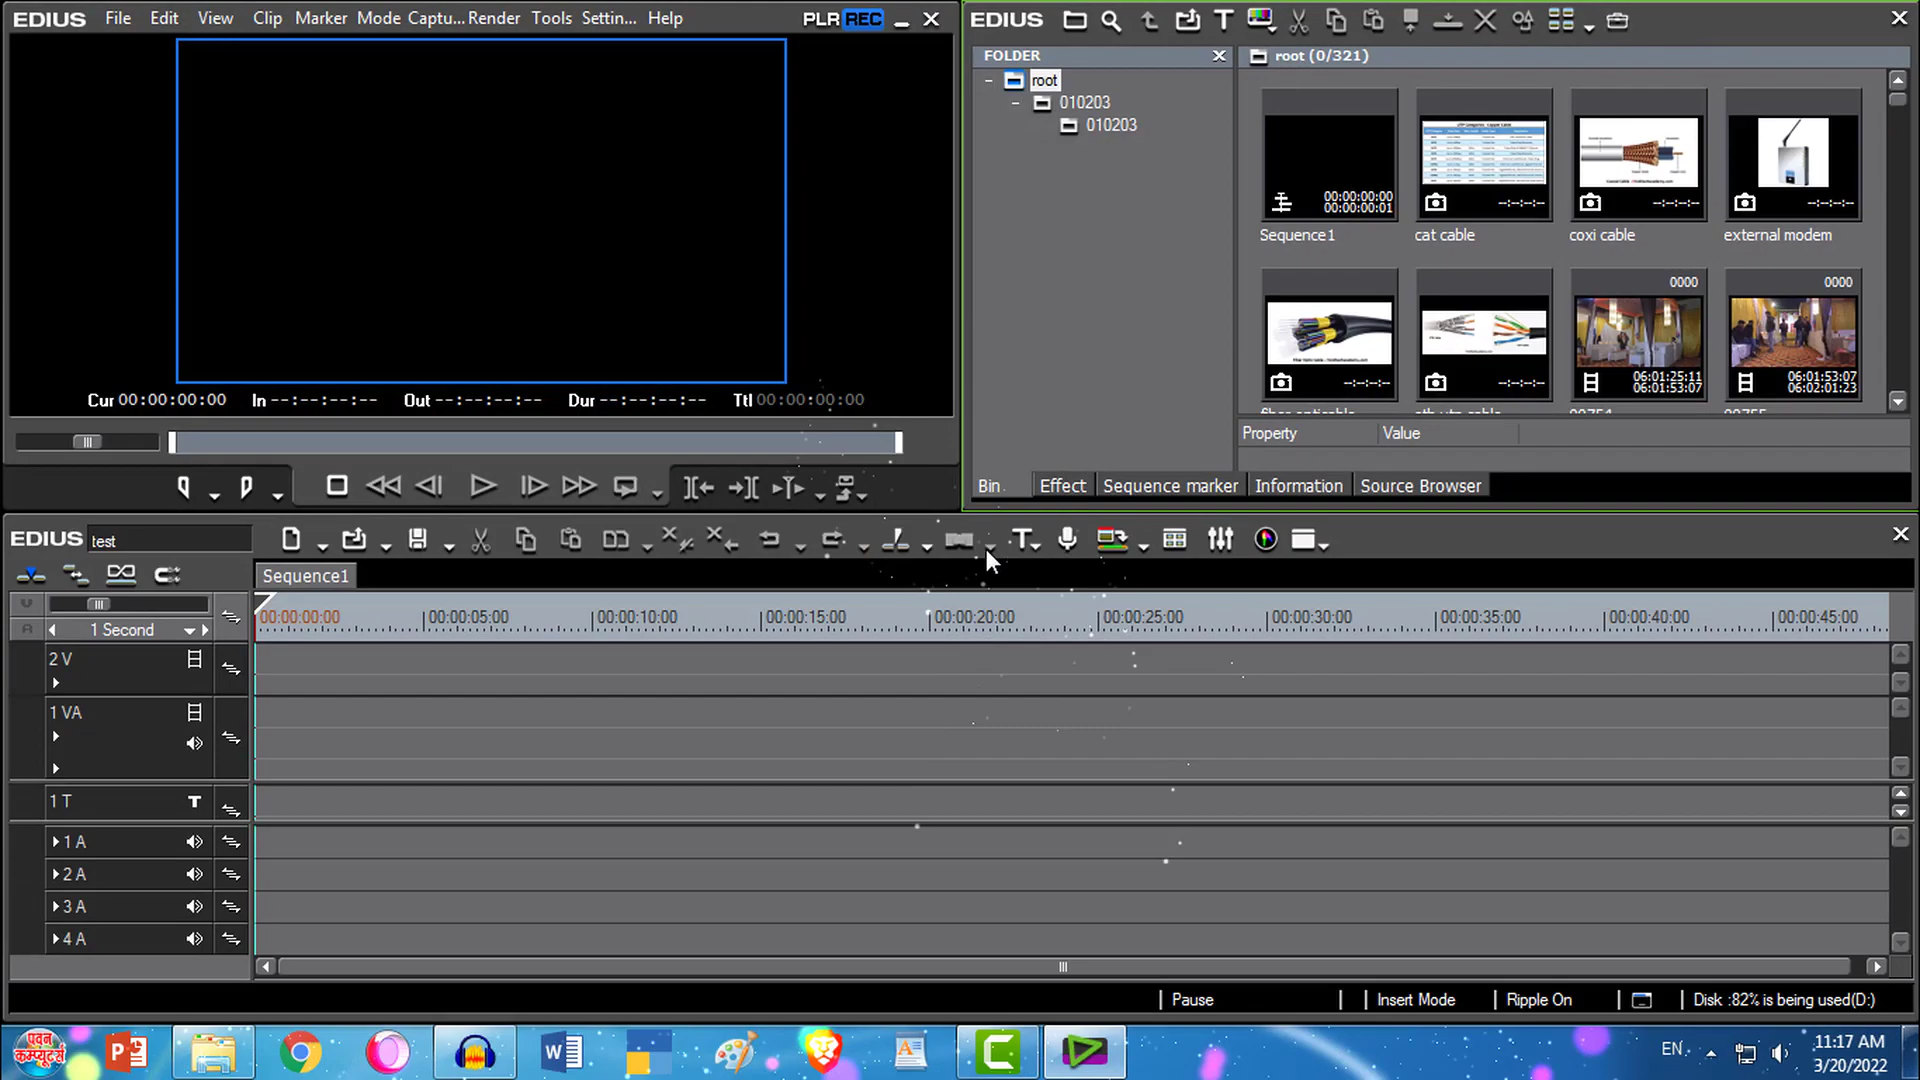 EDIUS File Edit View Clip Marker Mode Captu... Render Tools Settin... Help PLR REC
Cur 00:00:00:00 In --:--:--:-- Out --:--:--:-- Dur --:--:--:-- Ttl 00:00:00:00
EDIUS
FOLDER
root
010203
010203
root (0/321)
00:00:00:00
00:00:00:01
--:--:--:--
--:--:--:--
--:--:--:--
Sequence1 cat cable coxi cable external modem
0000 0000
--:--:--:--
--:--:--:--
06:01:25:11
06:01:53:07
06:01:53:07
06:02:01:23
Property Value
Bin Effect Sequence marker Information Source Browser
EDIUS test
Sequence1
00:00:00:00 00:00:05:00 00:00:10:00 00:00:15:00 00:00:20:00 00:00:25:00 00:00:30:00 00:00:35:00 00:00:40:00 00:00:45:00
1 Second
2 V
1 VA
1 T T
1 A
2 A
3 A
4 A
Pause Insert Mode Ripple On Disk :82% is being used(D:)
पवन
कम्प्यूटर्स
EN
11:17 AM
3/20/2022